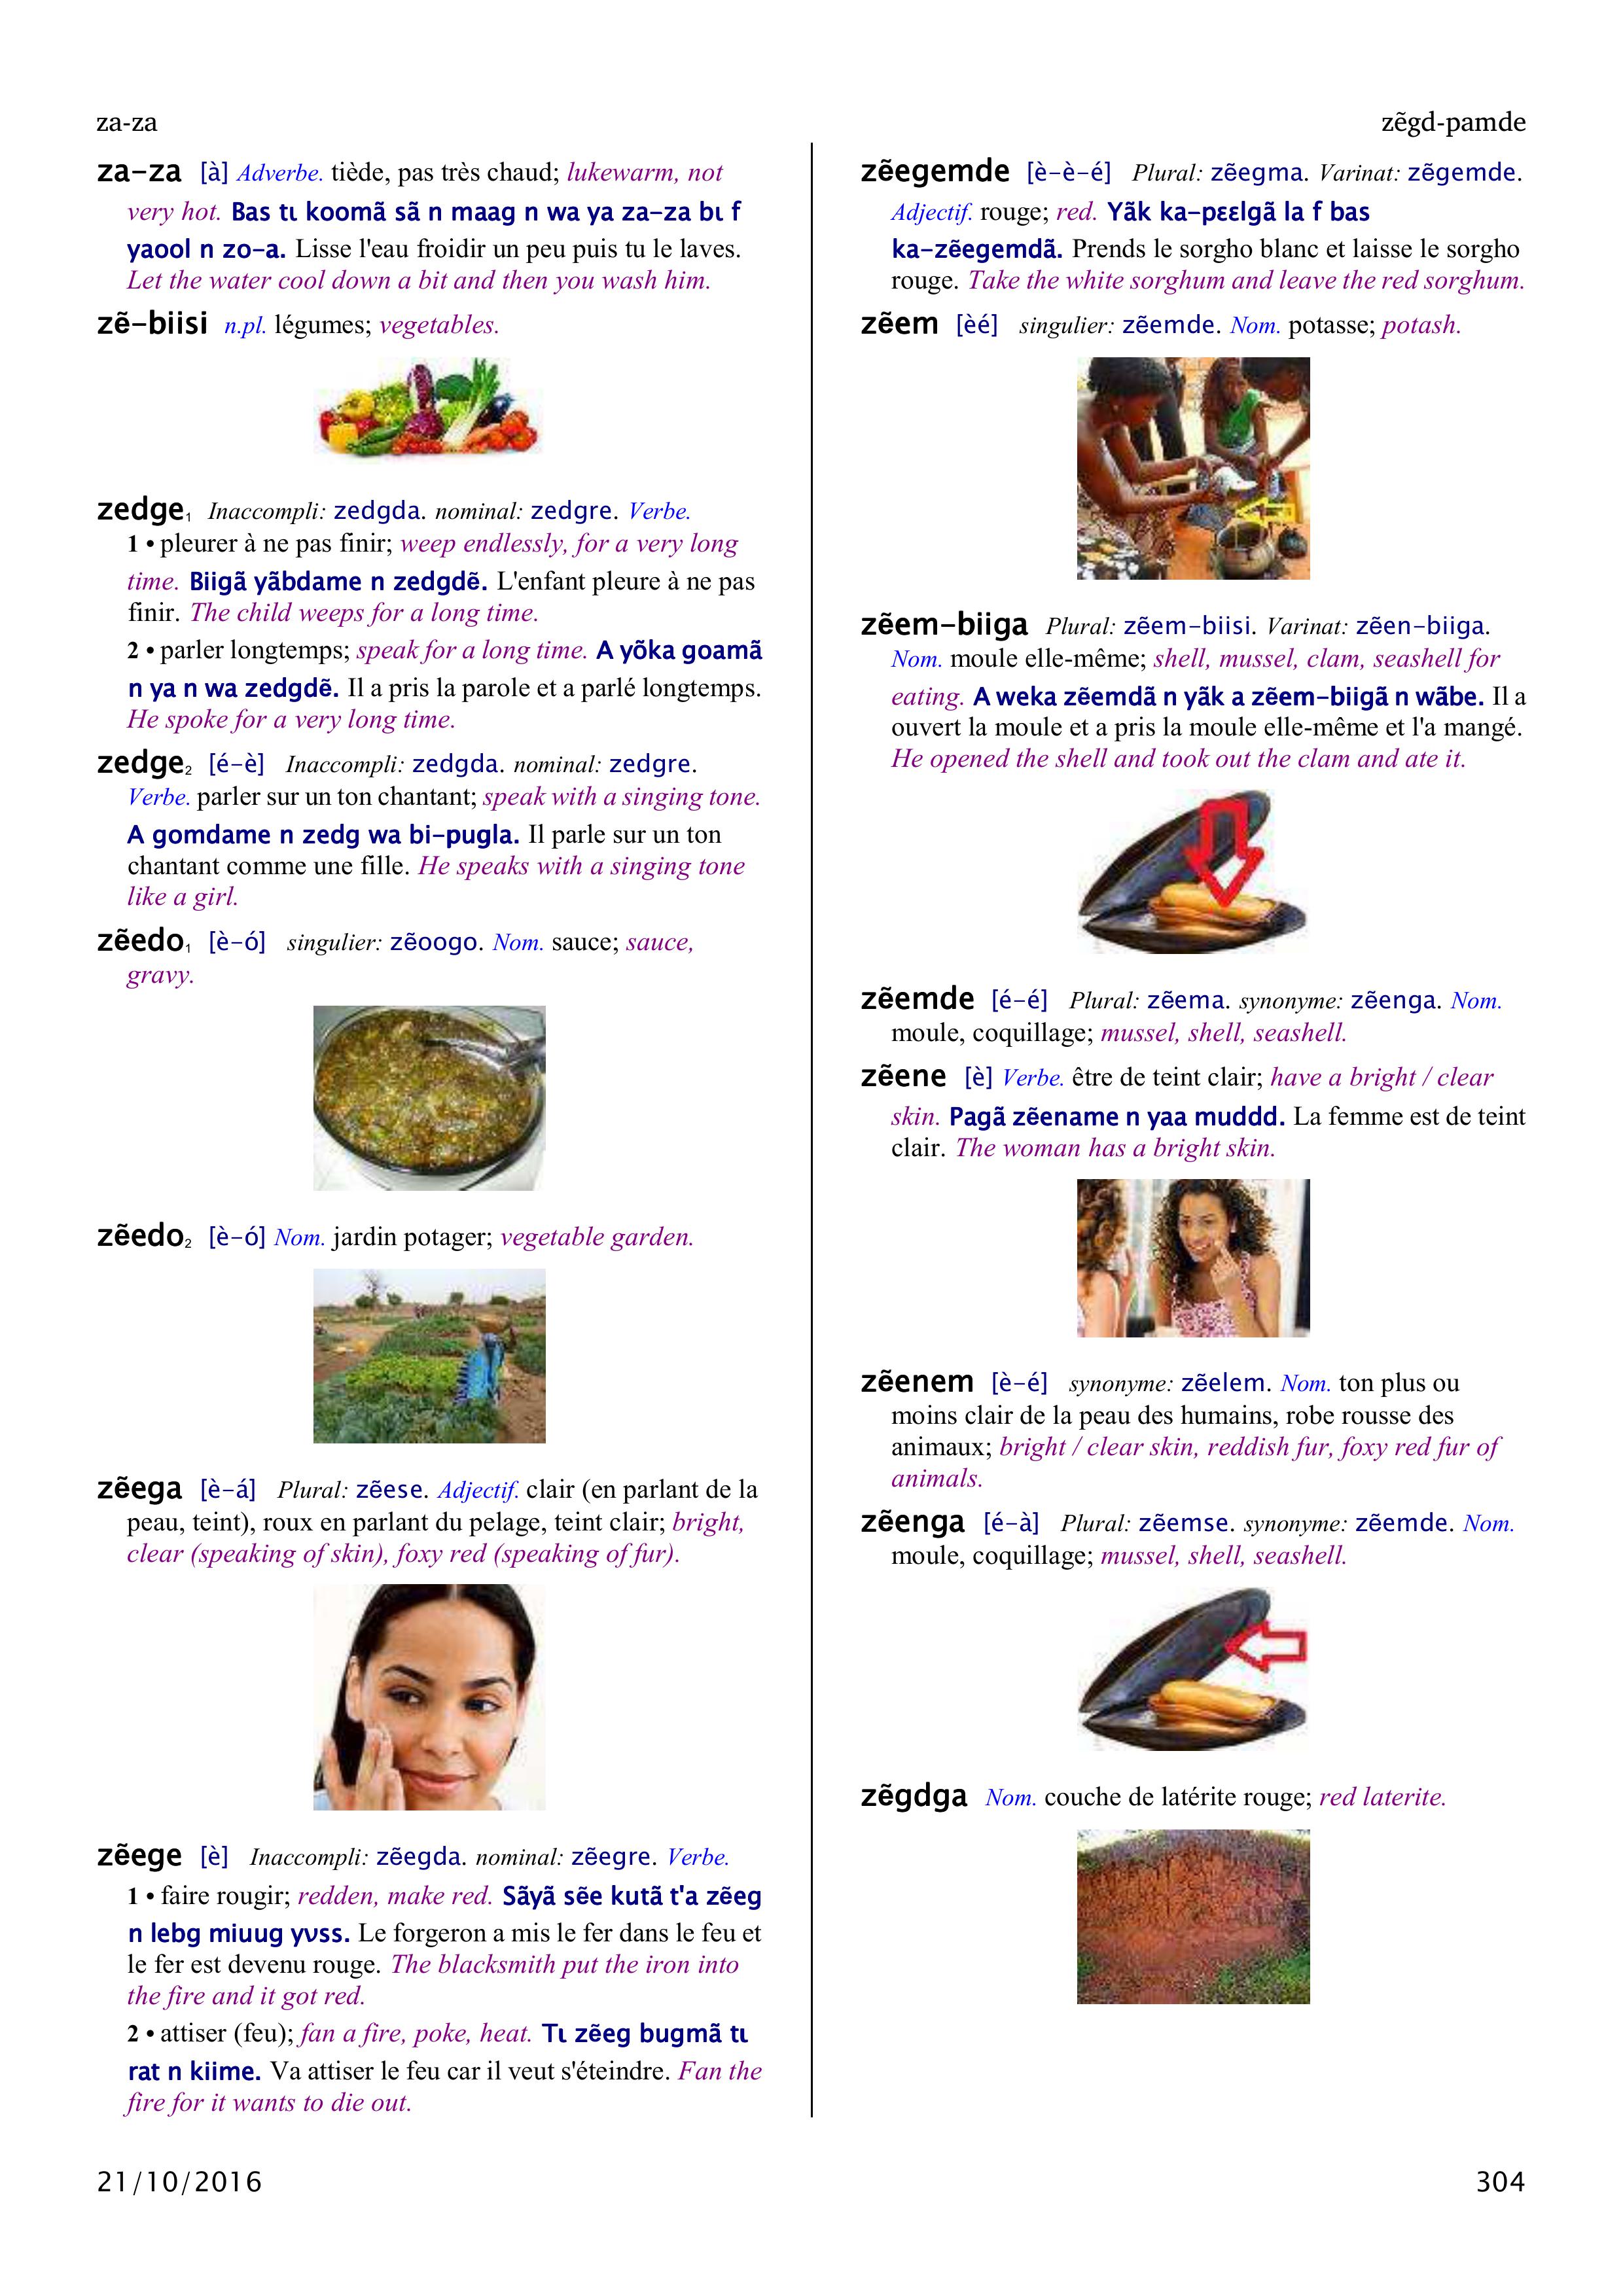 za-za
zẽgd-pamde
za-za [à] Adverbe. tiède, pas très chaud; lukewarm, not
very hot. Bas tɩ koomã sã n maag n wa ya za-za bɩ f
yaool n zo-a. Lisse l'eau froidir un peu puis tu le laves.
Let the water cool down a bit and then you wash him.
zẽ-biisi n.pl. légumes; vegetables.
zedge₁ Inaccompli: zedgda. nominal: zedgre. Verbe.
1 • pleurer à ne pas finir; weep endlessly, for a very long
time. Biigã yãbdame n zedgdẽ. L'enfant pleure à ne pas
finir. The child weeps for a long time.
2 • parler longtemps; speak for a long time. A yõka goamã
n ya n wa zedgdẽ. Il a pris la parole et a parlé longtemps.
He spoke for a very long time.
zedge₂ [é-è] Inaccompli: zedgda. nominal: zedgre.
Verbe. parler sur un ton chantant; speak with a singing tone.
A gomdame n zedg wa bi-pugla. Il parle sur un ton
chantant comme une fille. He speaks with a singing tone
like a girl.
zẽedo₁ [è-ó] singulier: zẽoogo. Nom. sauce; sauce,
gravy.
zẽedo₂ [è-ó] Nom. jardin potager; vegetable garden.
zẽega [è-á] Plural: zẽese. Adjectif. clair (en parlant de la
peau, teint), roux en parlant du pelage, teint clair; bright,
clear (speaking of skin), foxy red (speaking of fur).
zẽege [è] Inaccompli: zẽegda. nominal: zẽegre. Verbe.
1 • faire rougir; redden, make red. Sãyã sẽe kutã t'a zẽeg
n lebg miuug yʋss. Le forgeron a mis le fer dans le feu et
le fer est devenu rouge. The blacksmith put the iron into
the fire and it got red.
2 • attiser (feu); fan a fire, poke, heat. Tɩ zẽeg bugmã tɩ
rat n kiime. Va attiser le feu car il veut s'éteindre. Fan the
fire for it wants to die out.
zẽegemde [è-è-é] Plural: zẽegma. Varinat: zẽgemde.
Adjectif. rouge; red. Yãk ka-pɛɛlgã la f bas
ka-zẽegemdã. Prends le sorgho blanc et laisse le sorgho
rouge. Take the white sorghum and leave the red sorghum.
zẽem [èé] singulier: zẽemde. Nom. potasse; potash.
zẽem-biiga Plural: zẽem-biisi. Varinat: zẽen-biiga.
Nom. moule elle-même; shell, mussel, clam, seashell for
eating. A weka zẽemdã n yãk a zẽem-biigã n wãbe. Il a
ouvert la moule et a pris la moule elle-même et l'a mangé.
He opened the shell and took out the clam and ate it.
zẽemde [é-é] Plural: zẽema. synonyme: zẽenga. Nom.
moule, coquillage; mussel, shell, seashell.
zẽene [è] Verbe. être de teint clair; have a bright / clear
skin. Pagã zẽename n yaa muddd. La femme est de teint
clair. The woman has a bright skin.
zẽenem [è-é] synonyme: zẽelem. Nom. ton plus ou
moins clair de la peau des humains, robe rousse des
animaux; bright / clear skin, reddish fur, foxy red fur of
animals.
zẽenga [é-à] Plural: zẽemse. synonyme: zẽemde. Nom.
moule, coquillage; mussel, shell, seashell.
zẽgdga Nom. couche de latérite rouge; red laterite.
21/10/2016
304